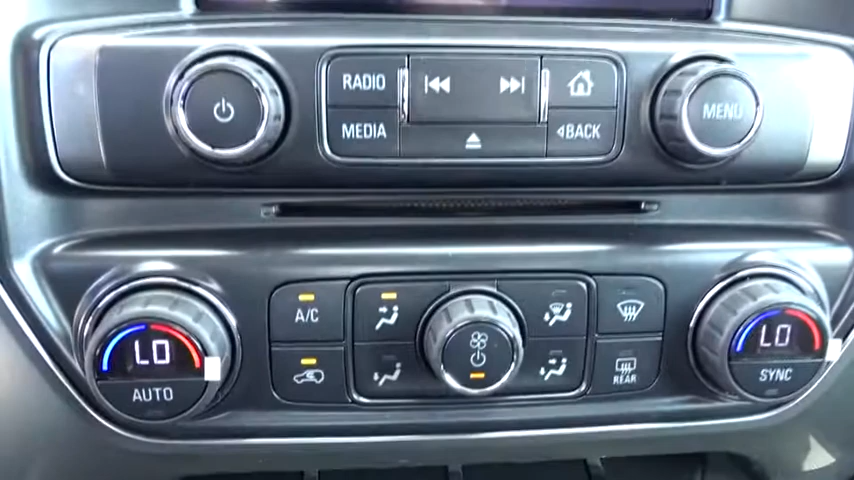 RADIO
MENU
MEDIA
BACK
A/C
LO
LO
AUTO
REAR
SYNC